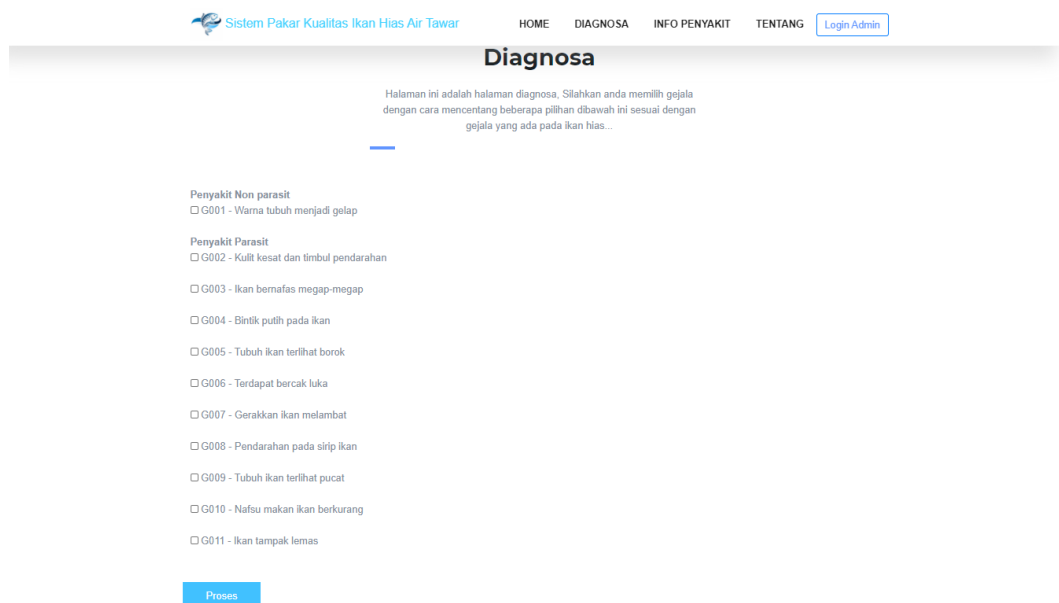 Sistem Pakar Kualitas Ikan Hias Air Tawar
HOME
DIAGNOSA
INFO PENYAKIT
TENTANG
Login Admin
Diagnosa
Halaman ini adalah halaman diagnosa, Silahkan anda memilih gejala
dengan cara mencentang beberapa pilihan dibawah ini sesuai dengan
gejala yang ada pada ikan hias...
Penyakit Non parasit
G001 - Warna tubuh menjadi gelap
Penyakit Parasit
G002 - Kulit kesat dan timbul pendarahan
G003 - Ikan bernafas megap-megap
G004 - Bintik putih pada ikan
G005 - Tubuh ikan terlihat borok
G006 - Terdapat bercak luka
G007 - Gerakkan ikan melambat
G008 - Pendarahan pada sirip ikan
G009 - Tubuh ikan terlihat pucat
G010 - Nafsu makan ikan berkurang
G011 - Ikan tampak lemas
Proses